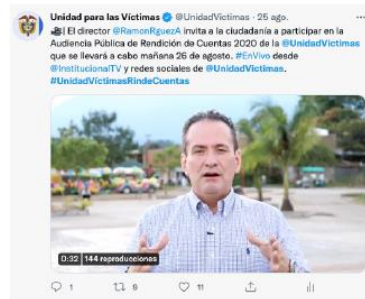 Unidad para las Víctimas @UnidadVictimas · 25 ago.
| El director @RamonRguezA invita a la ciudadanía a participar en la
Audiencia Pública de Rendición de Cuentas 2020 de la @UnidadVictimas
que se llevará a cabo mañana 26 de agosto. #EnVivo desde
@InstitucionalTV y redes sociales de @UnidadVictimas.
#UnidadVíctimasRindeCuentas
0:32 | 144 reproducciones
1 9 11